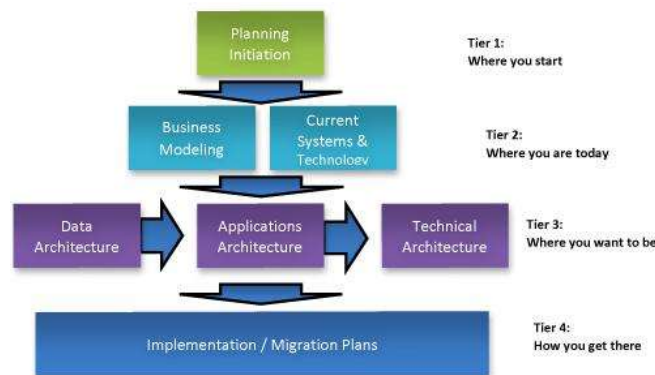 Planning
Initiation
Tier 1:
Where you start
Business
Modeling
Current
Systems &
Technology
Tier 2:
Where you are today
Data
Architecture
Applications
Architecture
Technical
Architecture
Tier 3:
Where you want to be
Implementation / Migration Plans
Tier 4:
How you get there